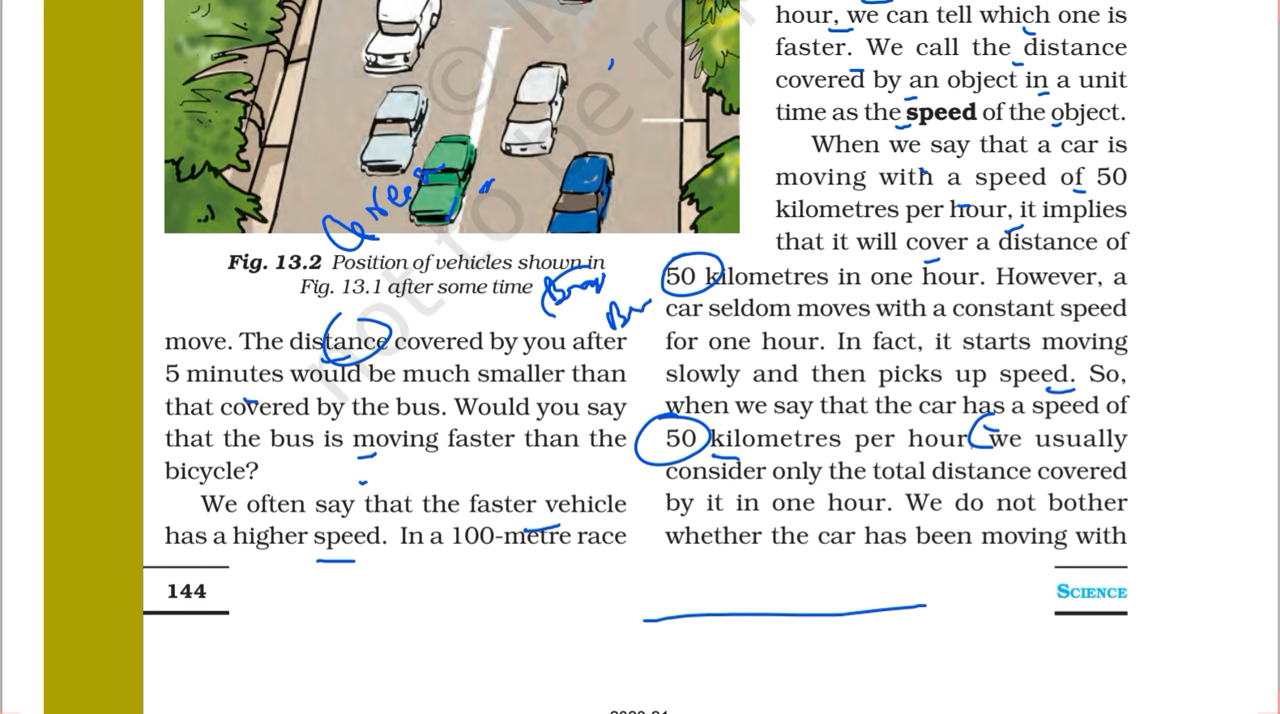 Green
Fig. 13.2 Position of vehicles shown in
Fig. 13.1 after some time
move. The distance covered by you after
5 minutes would be much smaller than
that covered by the bus. Would you say
that the bus is moving faster than the
bicycle?
We often say that the faster vehicle
has a higher speed. In a 100-metre race
hour, we can tell which one is
faster. We call the distance
covered by an object in a unit
time as the speed of the object.
When we say that a car is
moving with a speed of 50
kilometres per hour, it implies
that it will cover a distance of
50 kilometres in one hour. However, a
car seldom moves with a constant speed
for one hour. In fact, it starts moving
slowly and then picks up speed. So,
when we say that the car has a speed of
50 kilometres per hour, we usually
consider only the total distance covered
by it in one hour. We do not bother
whether the car has been moving with
144
SCIENCE
© N
not to be re